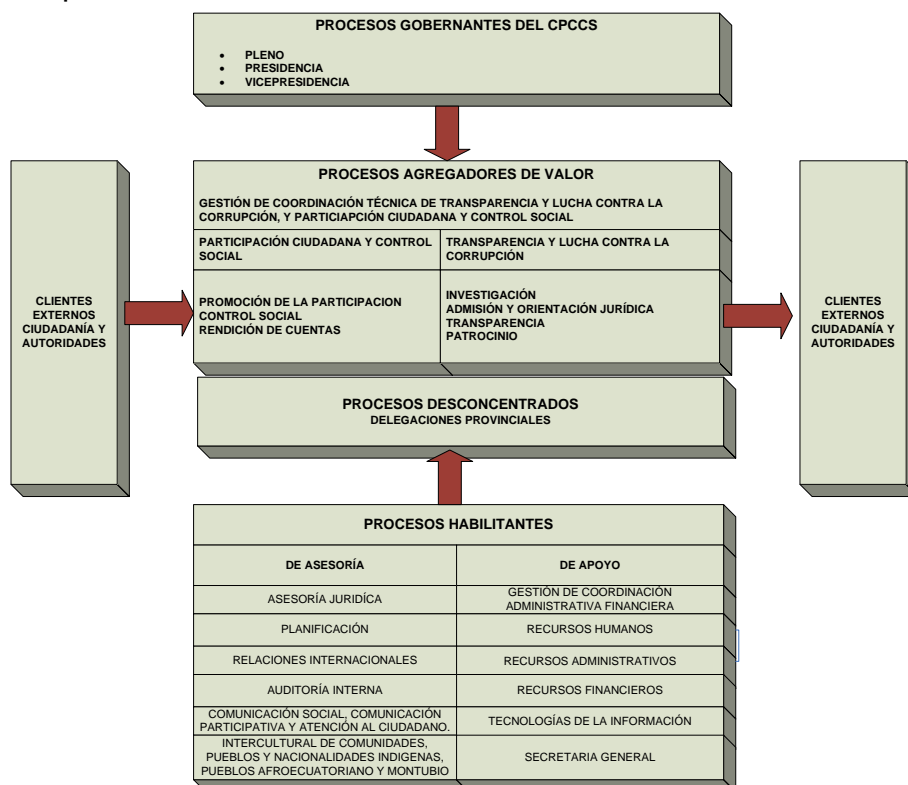 PROCESOS GOBERNANTES DEL CPCCS
• PLENO
• PRESIDENCIA
• VICEPRESIDENCIA
PROCESOS AGREGADORES DE VALOR
GESTIÓN DE COORDINACIÓN TÉCNICA DE TRANSPARENCIA Y LUCHA CONTRA LA
CORRUPCIÓN, Y PARTICIAPCIÓN CIUDADANA Y CONTROL SOCIAL
PARTICIPACIÓN CIUDADANA Y CONTROL
SOCIAL
TRANSPARENCIA Y LUCHA CONTRA LA
CORRUPCIÓN
CLIENTES
EXTERNOS
CIUDADANÍA Y
AUTORIDADES
PROMOCIÓN DE LA PARTICIPACION
CONTROL SOCIAL
RENDICIÓN DE CUENTAS
INVESTIGACIÓN
ADMISIÓN Y ORIENTACIÓN JURÍDICA
TRANSPARENCIA
PATROCINIO
CLIENTES
EXTERNOS
CIUDADANÍA Y
AUTORIDADES
PROCESOS DESCONCENTRADOS
DELEGACIONES PROVINCIALES
PROCESOS HABILITANTES
DE ASESORÍA
DE APOYO
ASESORÍA JURIDÍCA
GESTIÓN DE COORDINACIÓN
ADMINISTRATIVA FINANCIERA
PLANIFICACIÓN
RECURSOS HUMANOS
RELACIONES INTERNACIONALES
RECURSOS ADMINISTRATIVOS
AUDITORÍA INTERNA
RECURSOS FINANCIEROS
COMUNICACIÓN SOCIAL, COMUNICACIÓN
PARTICIPATIVA Y ATENCIÓN AL CIUDADANO.
TECNOLOGÍAS DE LA INFORMACIÓN
INTERCULTURAL DE COMUNIDADES,
PUEBLOS Y NACIONALIDADES INDIGENAS,
PUEBLOS AFROECUATORIANO Y MONTUBIO
SECRETARIA GENERAL